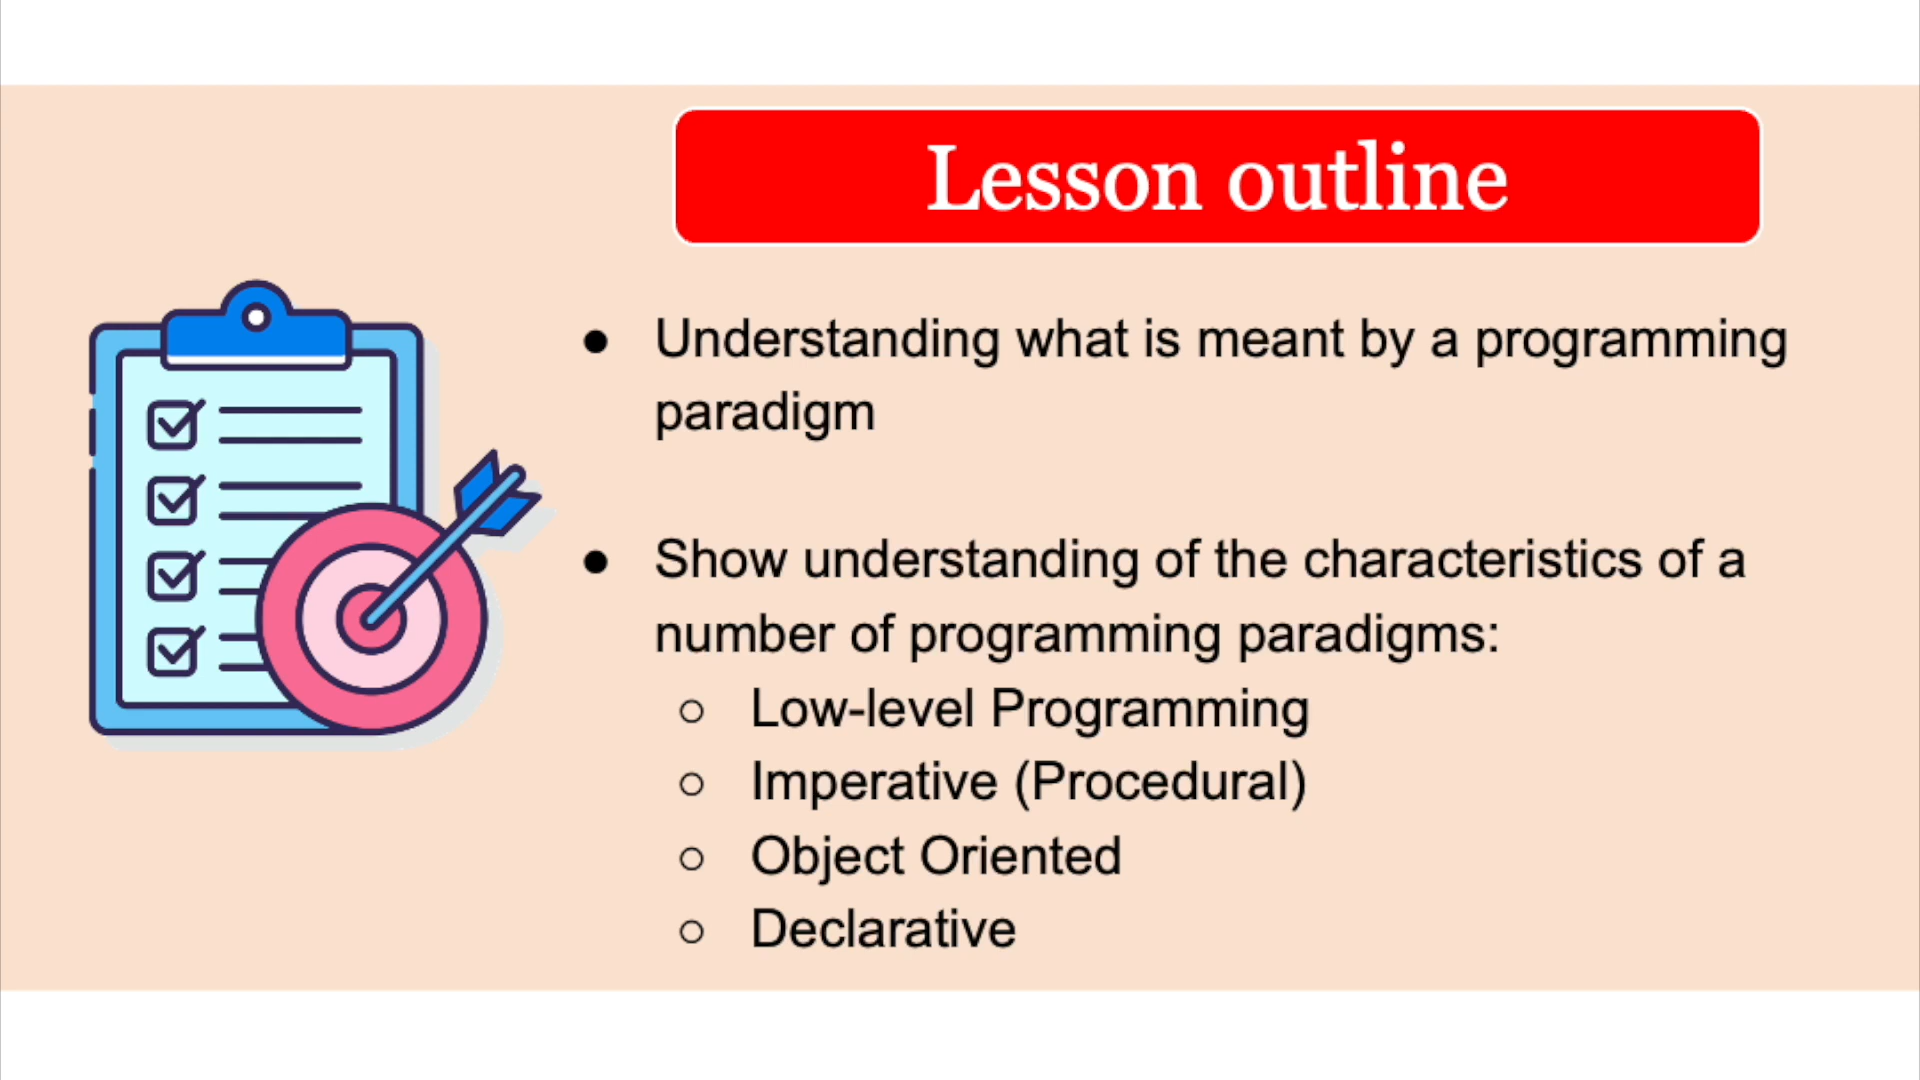 Lesson outline
● Understanding what is meant by a programming
paradigm
● Show understanding of the characteristics of a
number of programming paradigms:
○ Low-level Programming
○ Imperative (Procedural)
○ Object Oriented
○ Declarative